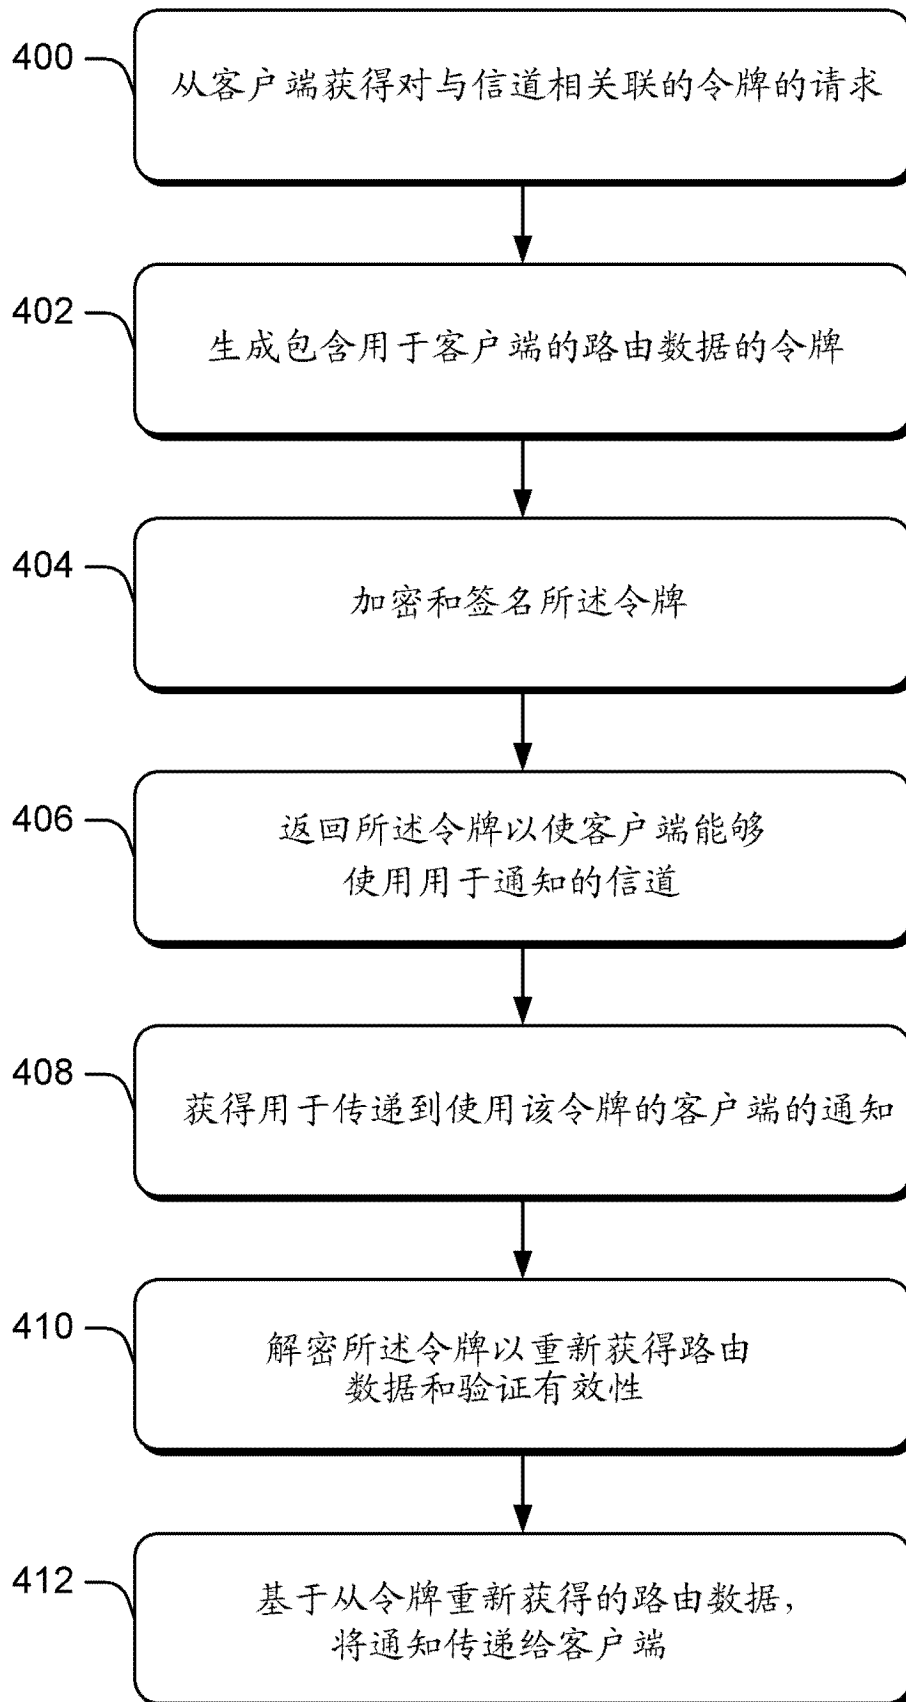 400
从客户端获得对与信道相关联的令牌的请求
402
生成包含用于客户端的路由数据的令牌
404
加密和签名所述令牌
406
返回所述令牌以使客户端能够
使用用于通知的信道
408
获得用于传递到使用该令牌的客户端的通知
410
解密所述令牌以重新获得路由
数据和验证有效性
412
基于从令牌重新获得的路由数据，
将通知传递给客户端